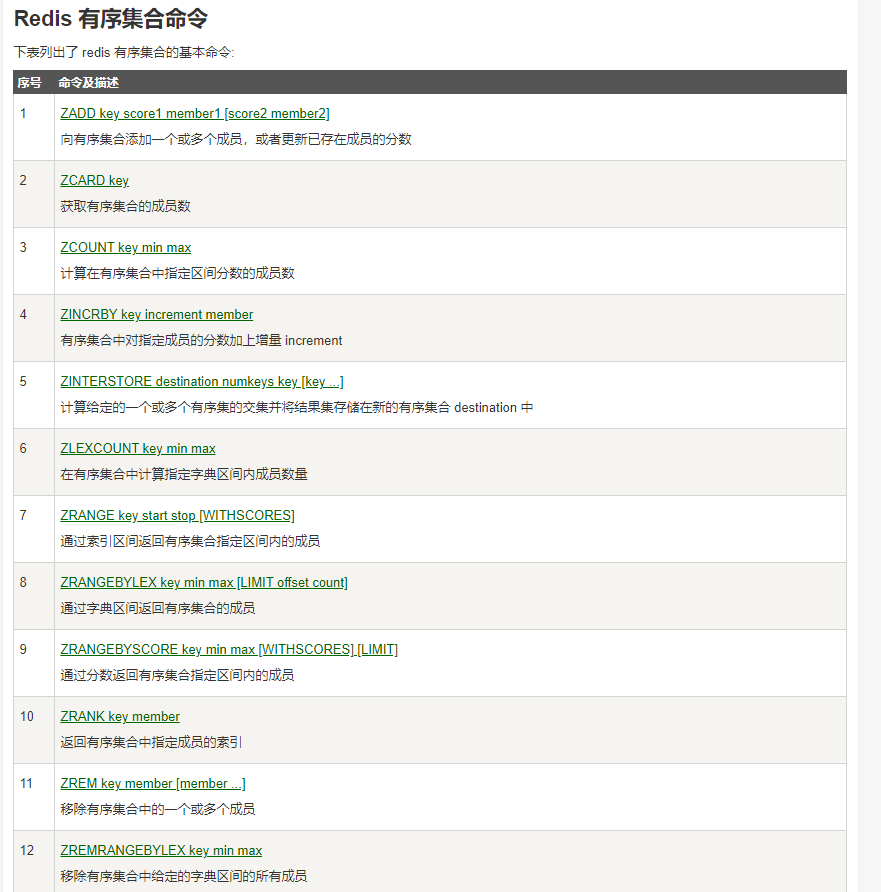 Redis 有序集合命令
下表列出了 redis 有序集合的基本命令:
序号 命令及描述
1 ZADD key score1 member1 [score2 member2]
向有序集合添加一个或多个成员，或者更新已存在成员的分数
2 ZCARD key
获取有序集合的成员数
3 ZCOUNT key min max
计算在有序集合中指定区间分数的成员数
4 ZINCRBY key increment member
有序集合中对指定成员的分数加上增量 increment
5 ZINTERSTORE destination numkeys key [key ...]
计算给定的一个或多个有序集的交集并将结果集存储在新的有序集合 destination 中
6 ZLEXCOUNT key min max
在有序集合中计算指定字典区间内成员数量
7 ZRANGE key start stop [WITHSCORES]
通过索引区间返回有序集合指定区间内的成员
8 ZRANGEBYLEX key min max [LIMIT offset count]
通过字典区间返回有序集合的成员
9 ZRANGEBYSCORE key min max [WITHSCORES] [LIMIT]
通过分数返回有序集合指定区间内的成员
10 ZRANK key member
返回有序集合中指定成员的索引
11 ZREM key member [member ...]
移除有序集合中的一个或多个成员
12 ZREMRANGEBYLEX key min max
移除有序集合中给定的字典区间的所有成员